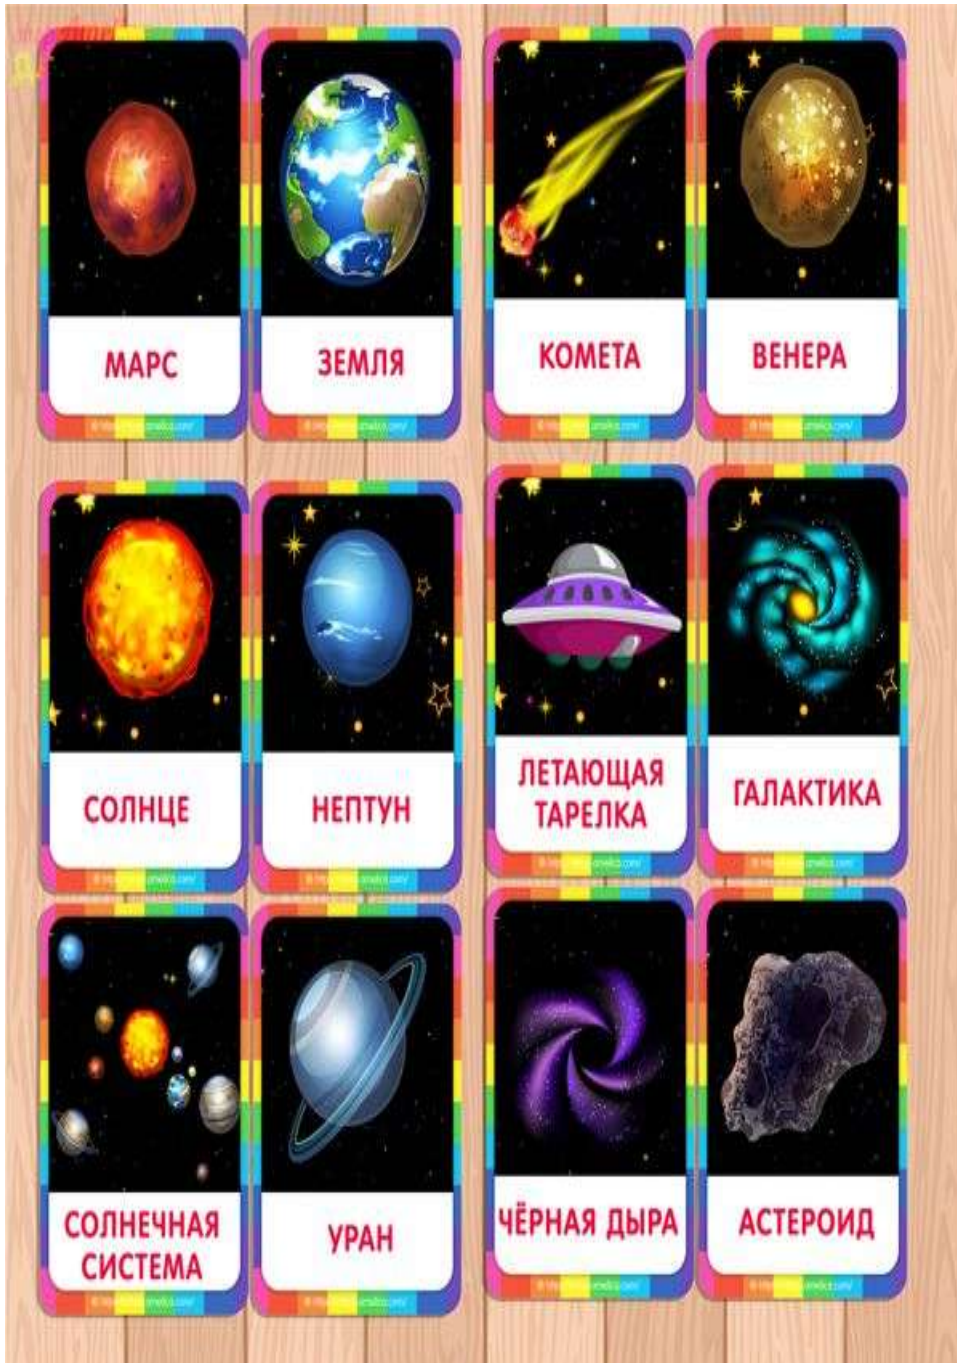 МАРС
ЗЕМЛЯ
КОМЕТА
ВЕНЕРА
СОЛНЦЕ
НЕПТУН
ЛЕТАЮЩАЯ
ТАРЕЛКА
ГАЛАКТИКА
СОЛНЕЧНАЯ
СИСТЕМА
УРАН
ЧЁРНАЯ ДЫРА
АСТЕРОИД